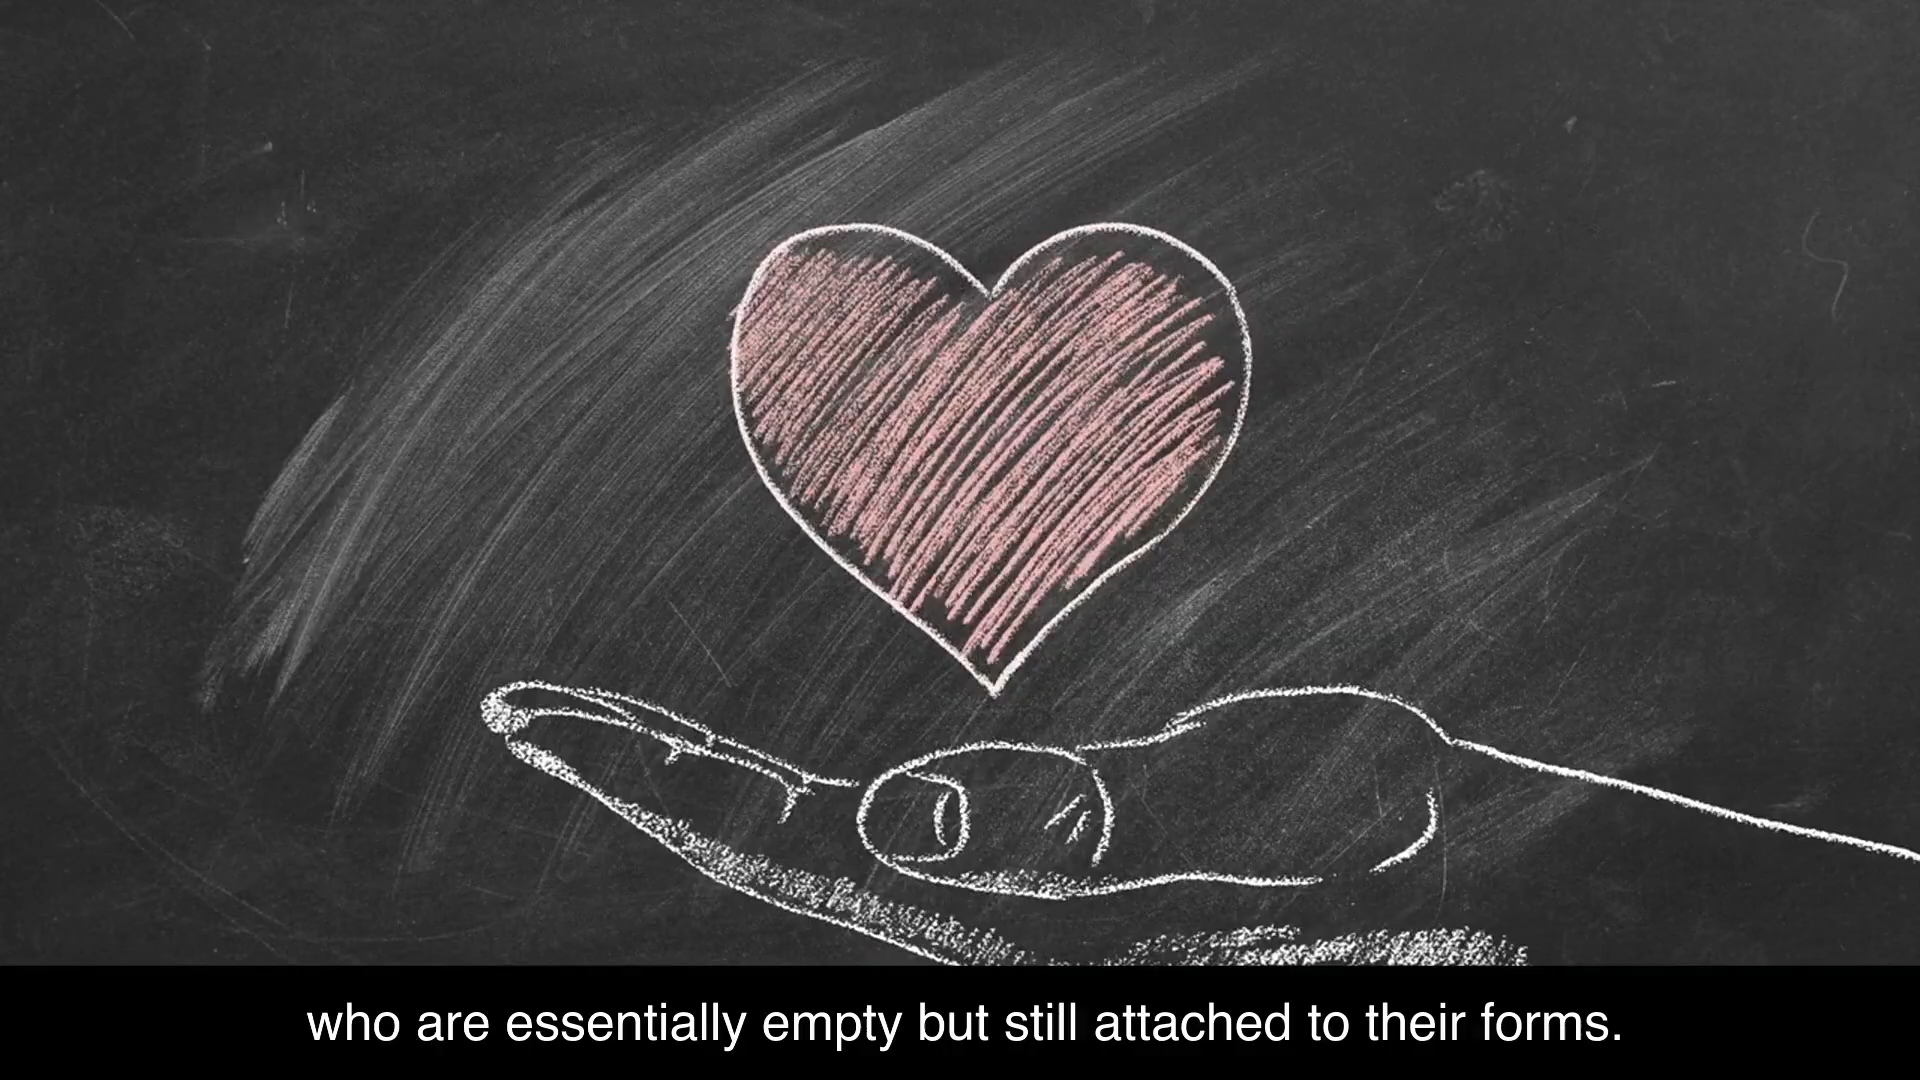 who are essentially empty but still attached to their forms.